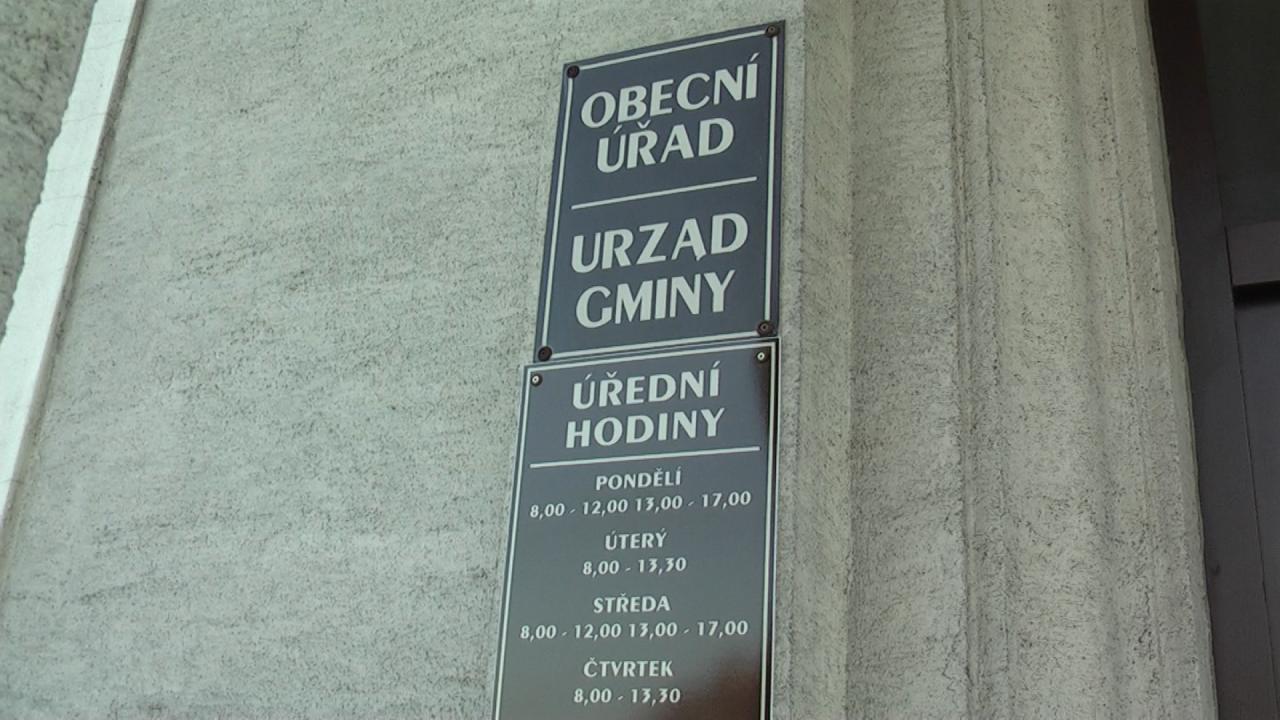 OBECNÍ
ÚŘAD
URZĄD
GMINY
ÚŘEDNÍ
HODINY
PONDĚLÍ
8,00 - 12,00 13,00 - 17,00
ÚTERÝ
8,00 - 13,30
STŘEDA
8,00 - 12,00 13,00 - 17,00
ČTVRTEK
8,00 - 13,30